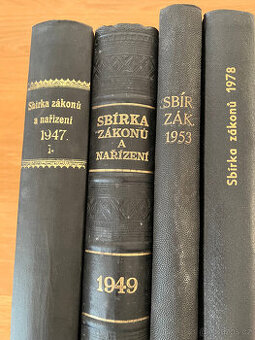 Sbírka zákonů
a nařízení
1947.
i.
SBÍRKA
ZÁKONŮ
A
NAŘÍZENÍ
1949
SBÍR.
ZÁK.
1953
Sbírka zákonů 1978